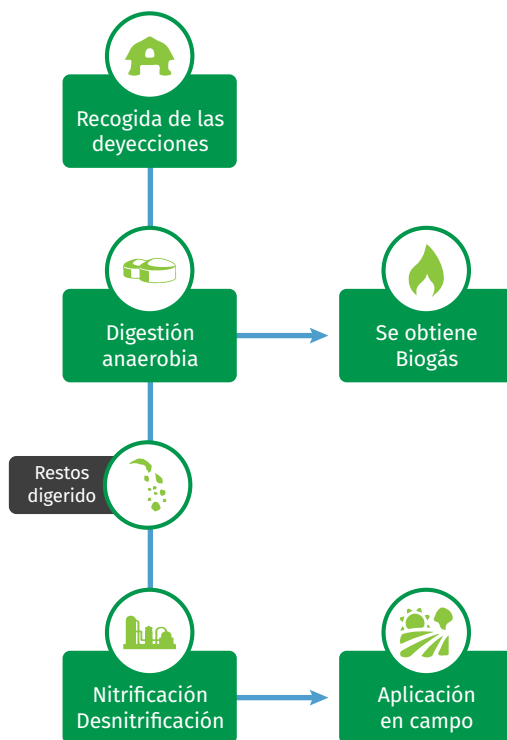 Recogida de las
deyecciones
Digestión
anaerobia
Se obtiene
Biogás
Restos
digerido
Nitrificación
Desnitrificación
Aplicación
en campo